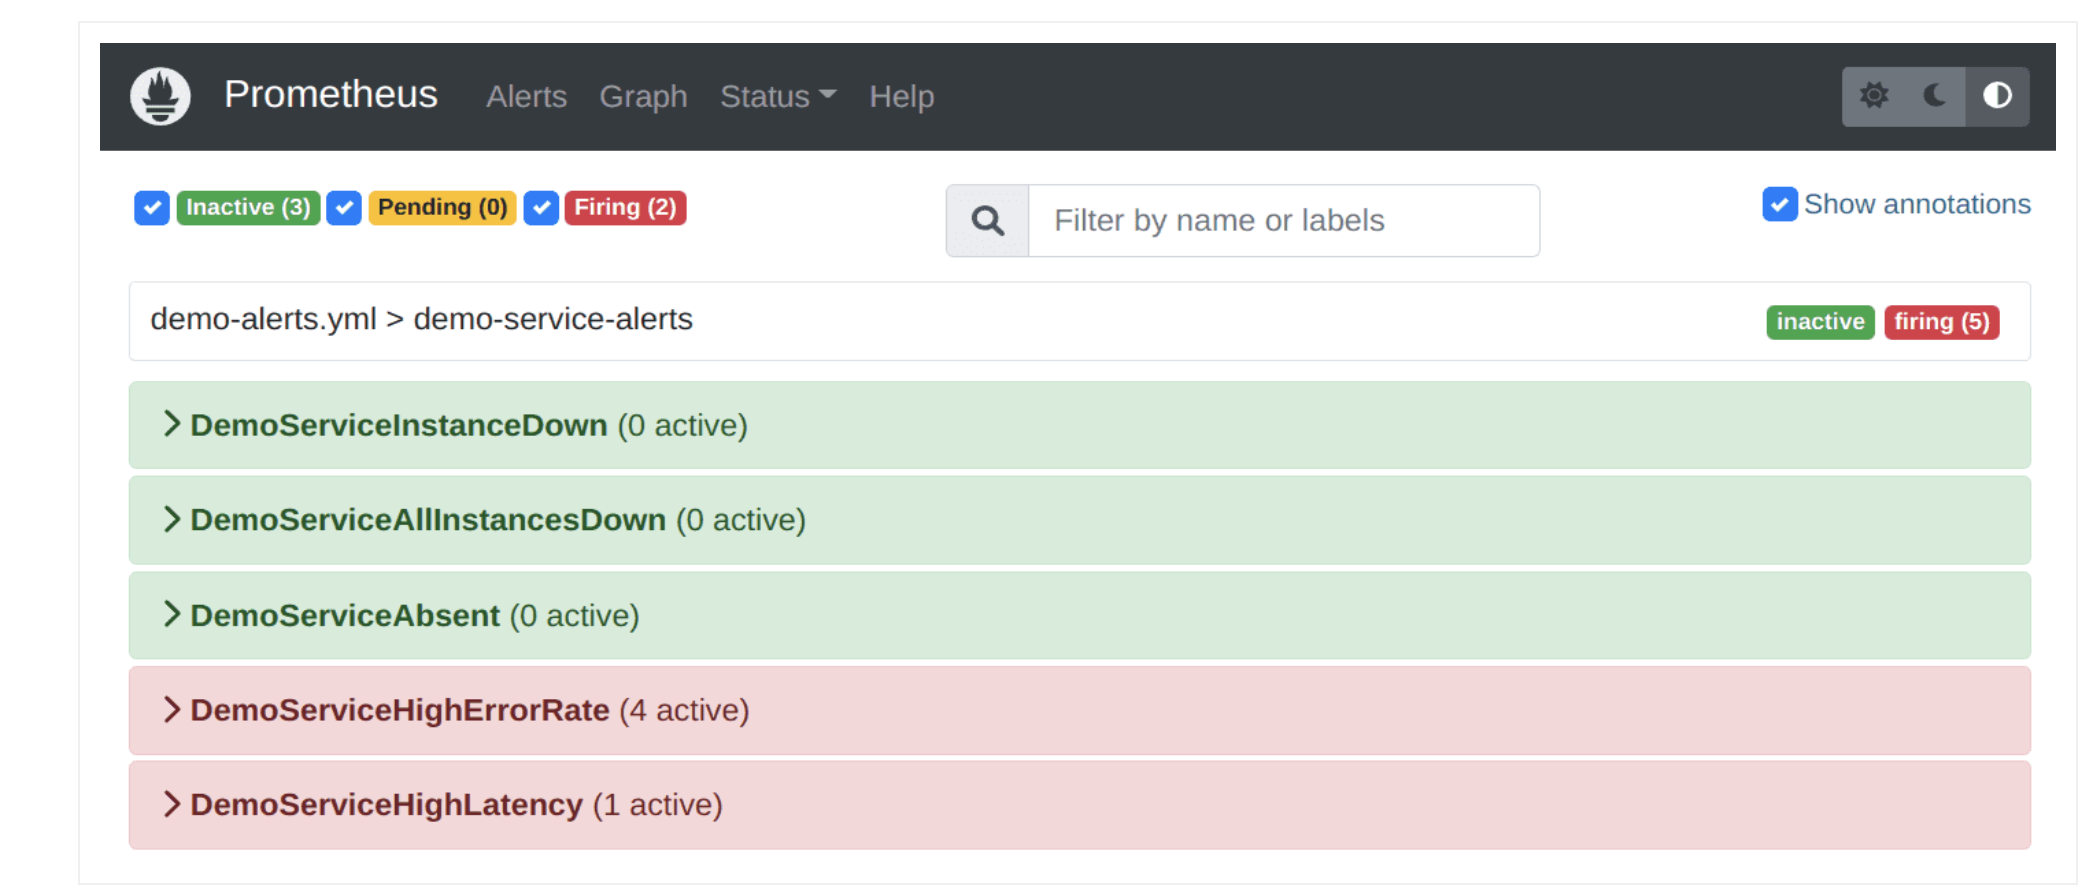 Prometheus Alerts Graph Status Help
Inactive (3) Pending (0) Firing (2) Filter by name or labels Show annotations
demo-alerts.yml > demo-service-alerts inactive firing (5)
DemoServiceInstanceDown (0 active)
DemoServiceAllInstancesDown (0 active)
DemoServiceAbsent (0 active)
DemoServiceHighErrorRate (4 active)
DemoServiceHighLatency (1 active)